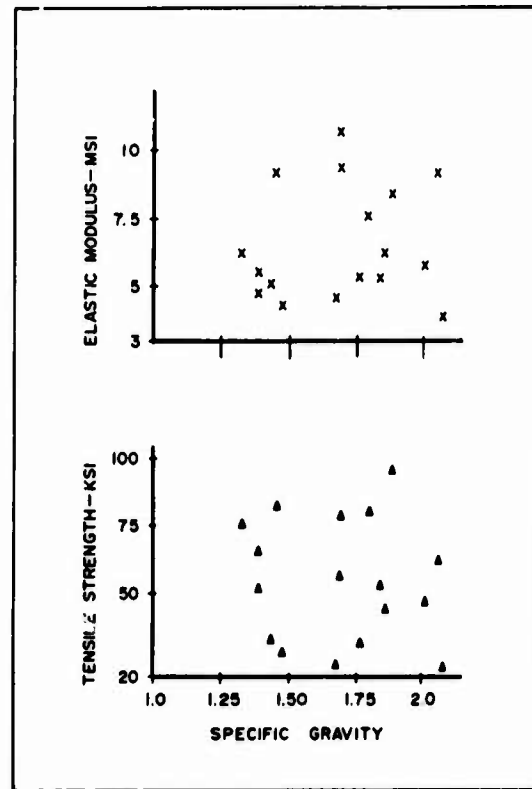 ELASTIC MODULUS-MSI
10
7.5
5
3
TENSILE STRENGTH-KSI
100
75
50
20
1.0 1.25 1.50 1.75 2.0
SPECIFIC GRAVITY